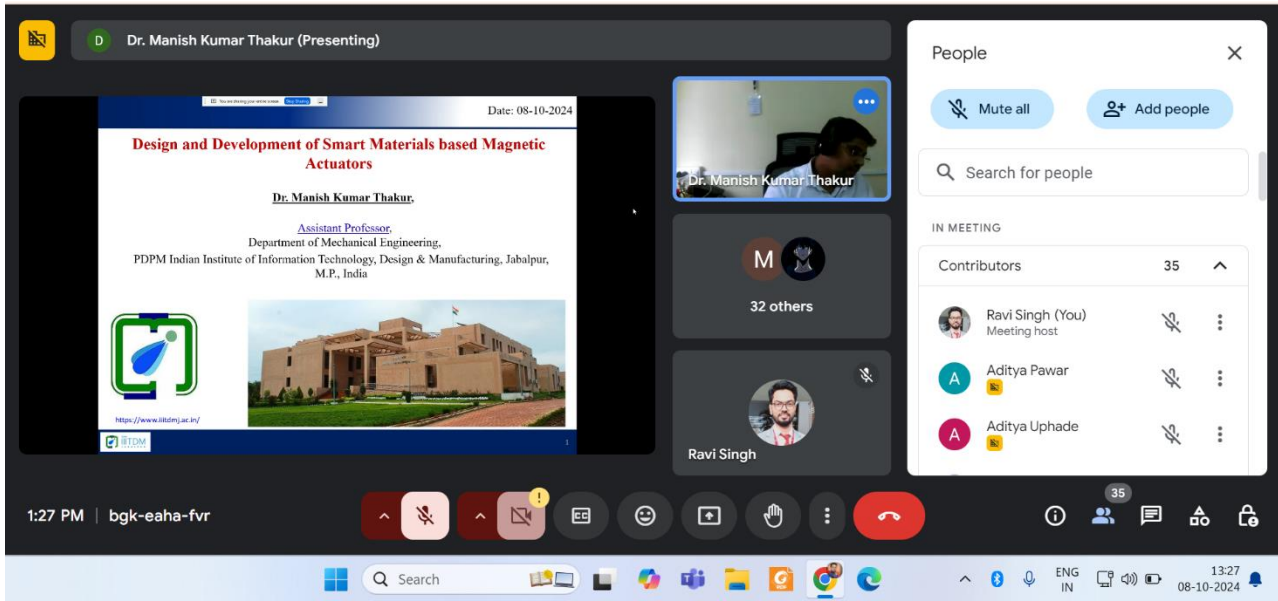 D Dr. Manish Kumar Thakur (Presenting)
Date: 08-10-2024
Design and Development of Smart Materials based Magnetic
Actuators
Dr. Manish Kumar Thakur,
Assistant Professor,
Department of Mechanical Engineering,
PDPM Indian Institute of Information Technology, Design & Manufacturing, Jabalpur,
M.P., India
https://www.iiitdmj.ac.in/
1
Dr. Manish Kumar Thakur
M
32 others
Ravi Singh
People
Mute all
Add people
Search for people
IN MEETING
Contributors 35
Ravi Singh (You)
Meeting host
A Aditya Pawar
A Aditya Uphade
1:27 PM | bgk-eaha-fvr
!
CC
35
Search
ENG
IN
13:27
08-10-2024